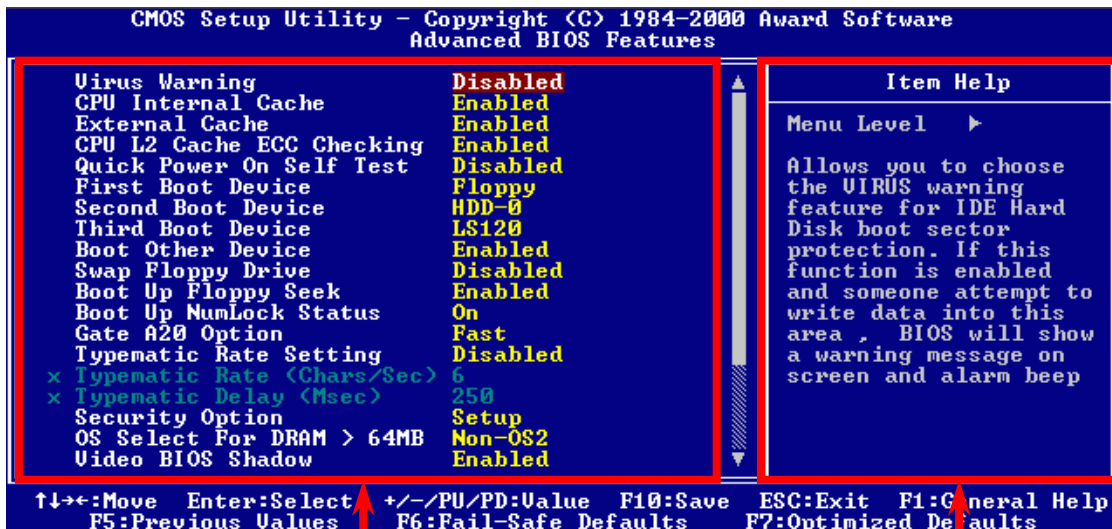 CMOS Setup Utility - Copyright (C) 1984-2000 Award Software
Advanced BIOS Features
Virus Warning Disabled
CPU Internal Cache Enabled
External Cache Enabled
CPU L2 Cache ECC Checking Enabled
Quick Power On Self Test Disabled
First Boot Device Floppy
Second Boot Device HDD-0
Third Boot Device LS120
Boot Other Device Enabled
Swap Floppy Drive Disabled
Boot Up Floppy Seek Enabled
Boot Up NumLock Status On
Gate A20 Option Fast
Typematic Rate Setting Disabled
x Typematic Rate (Chars/Sec) 6
x Typematic Delay (Msec) 250
Security Option Setup
OS Select For DRAM > 64MB Non-OS2
Video BIOS Shadow Enabled
Item Help
Menu Level ▶
Allows you to choose
the VIRUS warning
feature for IDE Hard
Disk boot sector
protection. If this
function is enabled
and someone attempt to
write data into this
area , BIOS will show
a warning message on
screen and alarm beep
↑↓→←:Move Enter:Select +/-/PU/PD:Value F10:Save ESC:Exit F1:General Help
F5:Previous Values F6:Fail-Safe Defaults F7:Optimized Defaults